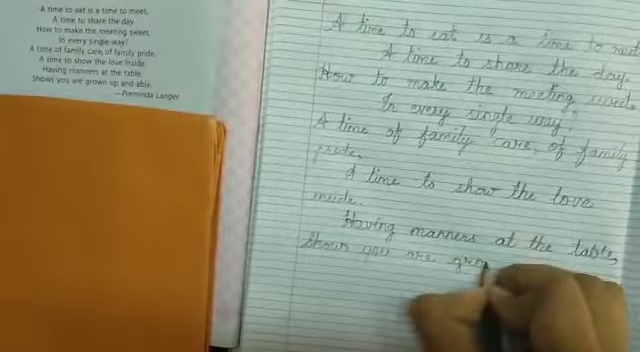 A time to eat is a time to meet,
A time to share the day.
How to make the meeting sweet,
In every single way?
A time of family care, of family pride,
A time to show the love inside.
Having manners at the table,
Shows you are grown up and able.
—Preminda Langer
A time to eat is a time to meet
A time to share the day.
How to make the meeting sweet
In every single way?
A time of family care, of family
pride,
A time to show the love
inside.
Having manners at the table,
Shows you are grow